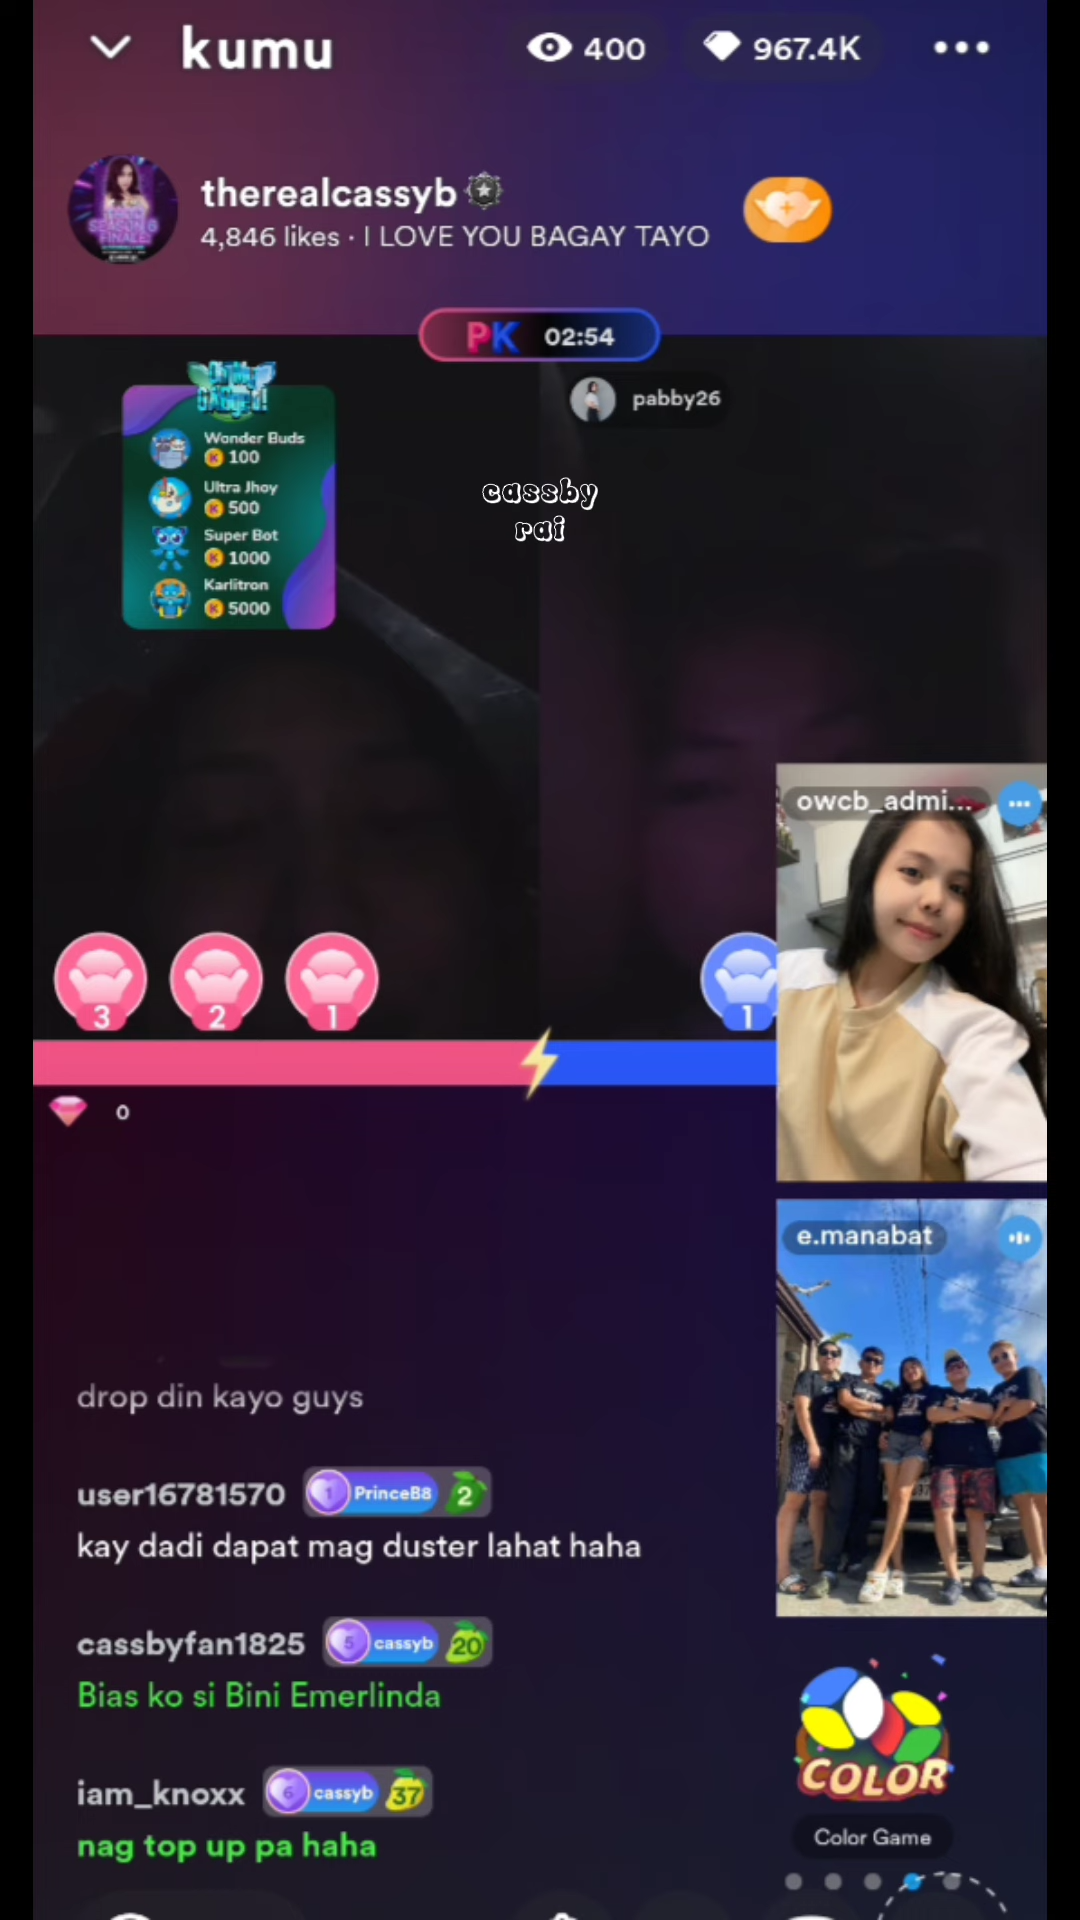 kumu
400
967.4K
therealcassyb
4,846 likes · I LOVE YOU BAGAY TAYO
PK 02:54
Wonder Buds
100
Ultra Jhoy
500
Super Bot
1000
Karlitron
5000
pabby26
cassby
rai
owcb_admi...
3
2
1
1
0
e.manabat
drop din kayo guys
user16781570 1 PrinceB8 2
kay dadi dapat mag duster lahat haha
cassbyfan1825 5 cassyb 20
Bias ko si Bini Emerlinda
iam_knoxx 6 cassyb 37
nag top up pa haha
COLOR
Color Game